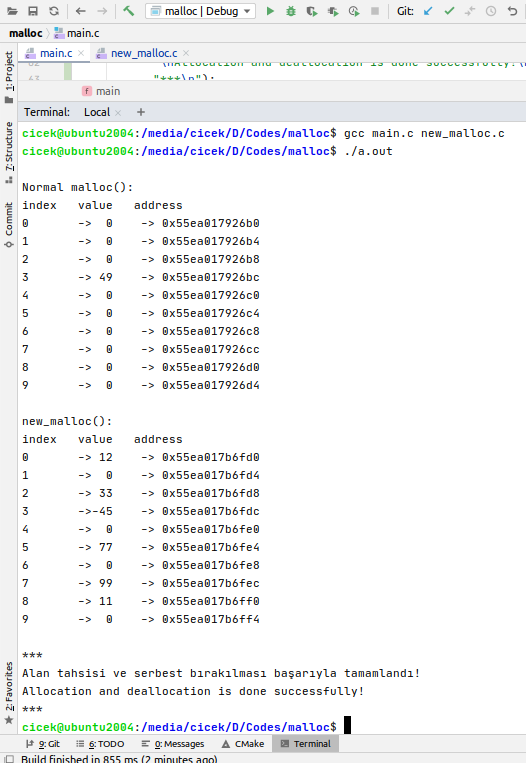 malloc | Debug
Git:
malloc main.c
main.c × new_malloc.c ×
62 \nAllocation and deallocation is done successfully!\
63 "***\n");
f main
Terminal: Local × +
cicek@ubuntu2004:/media/cicek/D/Codes/malloc$ gcc main.c new_malloc.c
cicek@ubuntu2004:/media/cicek/D/Codes/malloc$ ./a.out
Normal malloc():
index value address
0 -> 0 -> 0x55ea017926b0
1 -> 0 -> 0x55ea017926b4
2 -> 0 -> 0x55ea017926b8
3 -> 49 -> 0x55ea017926bc
4 -> 0 -> 0x55ea017926c0
5 -> 0 -> 0x55ea017926c4
6 -> 0 -> 0x55ea017926c8
7 -> 0 -> 0x55ea017926cc
8 -> 0 -> 0x55ea017926d0
9 -> 0 -> 0x55ea017926d4
new_malloc():
index value address
0 -> 12 -> 0x55ea017b6fd0
1 -> 0 -> 0x55ea017b6fd4
2 -> 33 -> 0x55ea017b6fd8
3 ->-45 -> 0x55ea017b6fdc
4 -> 0 -> 0x55ea017b6fe0
5 -> 77 -> 0x55ea017b6fe4
6 -> 0 -> 0x55ea017b6fe8
7 -> 99 -> 0x55ea017b6fec
8 -> 11 -> 0x55ea017b6ff0
9 -> 0 -> 0x55ea017b6ff4
***
Alan tahsisi ve serbest bırakılması başarıyla tamamlandı!
Allocation and deallocation is done successfully!
***
cicek@ubuntu2004:/media/cicek/D/Codes/malloc$
1: Project
7: Structure
Commit
2: Favorites
9: Git 6: TODO 0: Messages CMake Terminal
Build finished in 855 ms (2 minutes ago)